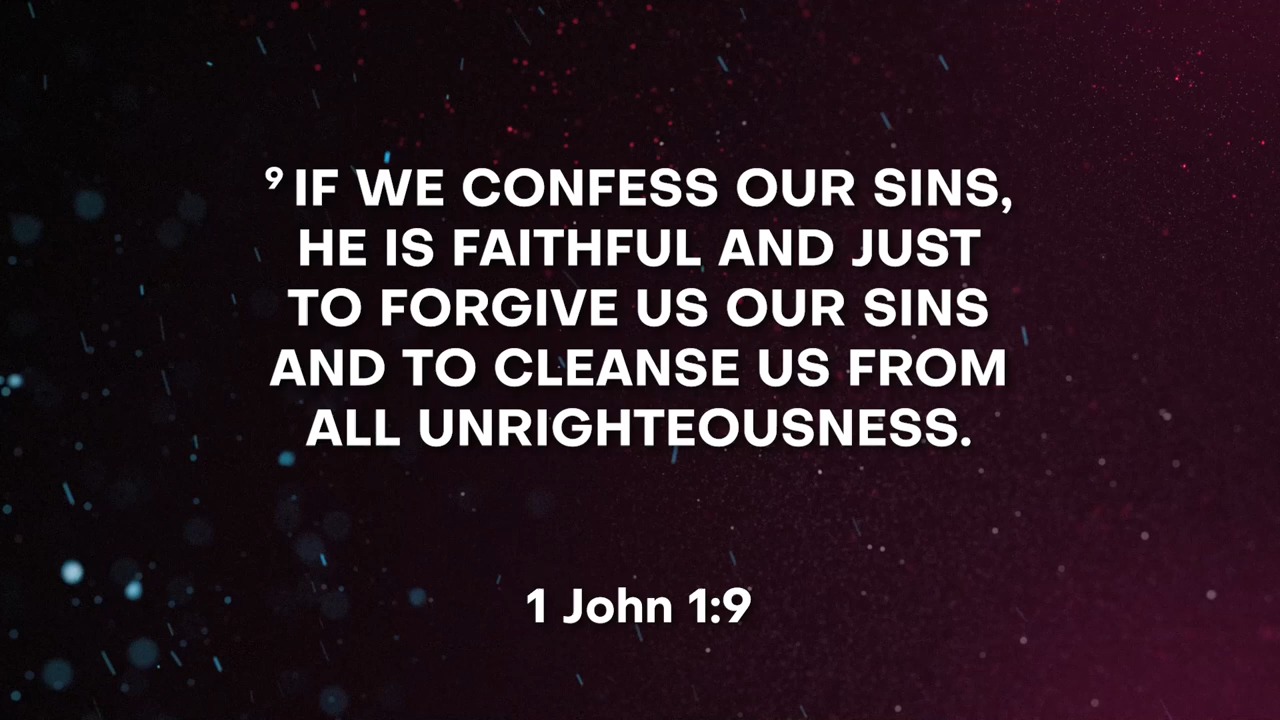 ⁹ IF WE CONFESS OUR SINS,
HE IS FAITHFUL AND JUST
TO FORGIVE US OUR SINS
AND TO CLEANSE US FROM
ALL UNRIGHTEOUSNESS.
1 John 1:9